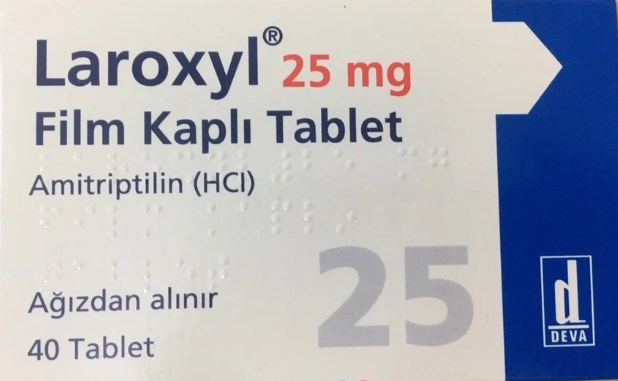 Laroxyl® 25 mg
Film Kaplı Tablet
Amitriptilin (HCl)
Ağızdan alınır
40 Tablet
25
d
DEVA